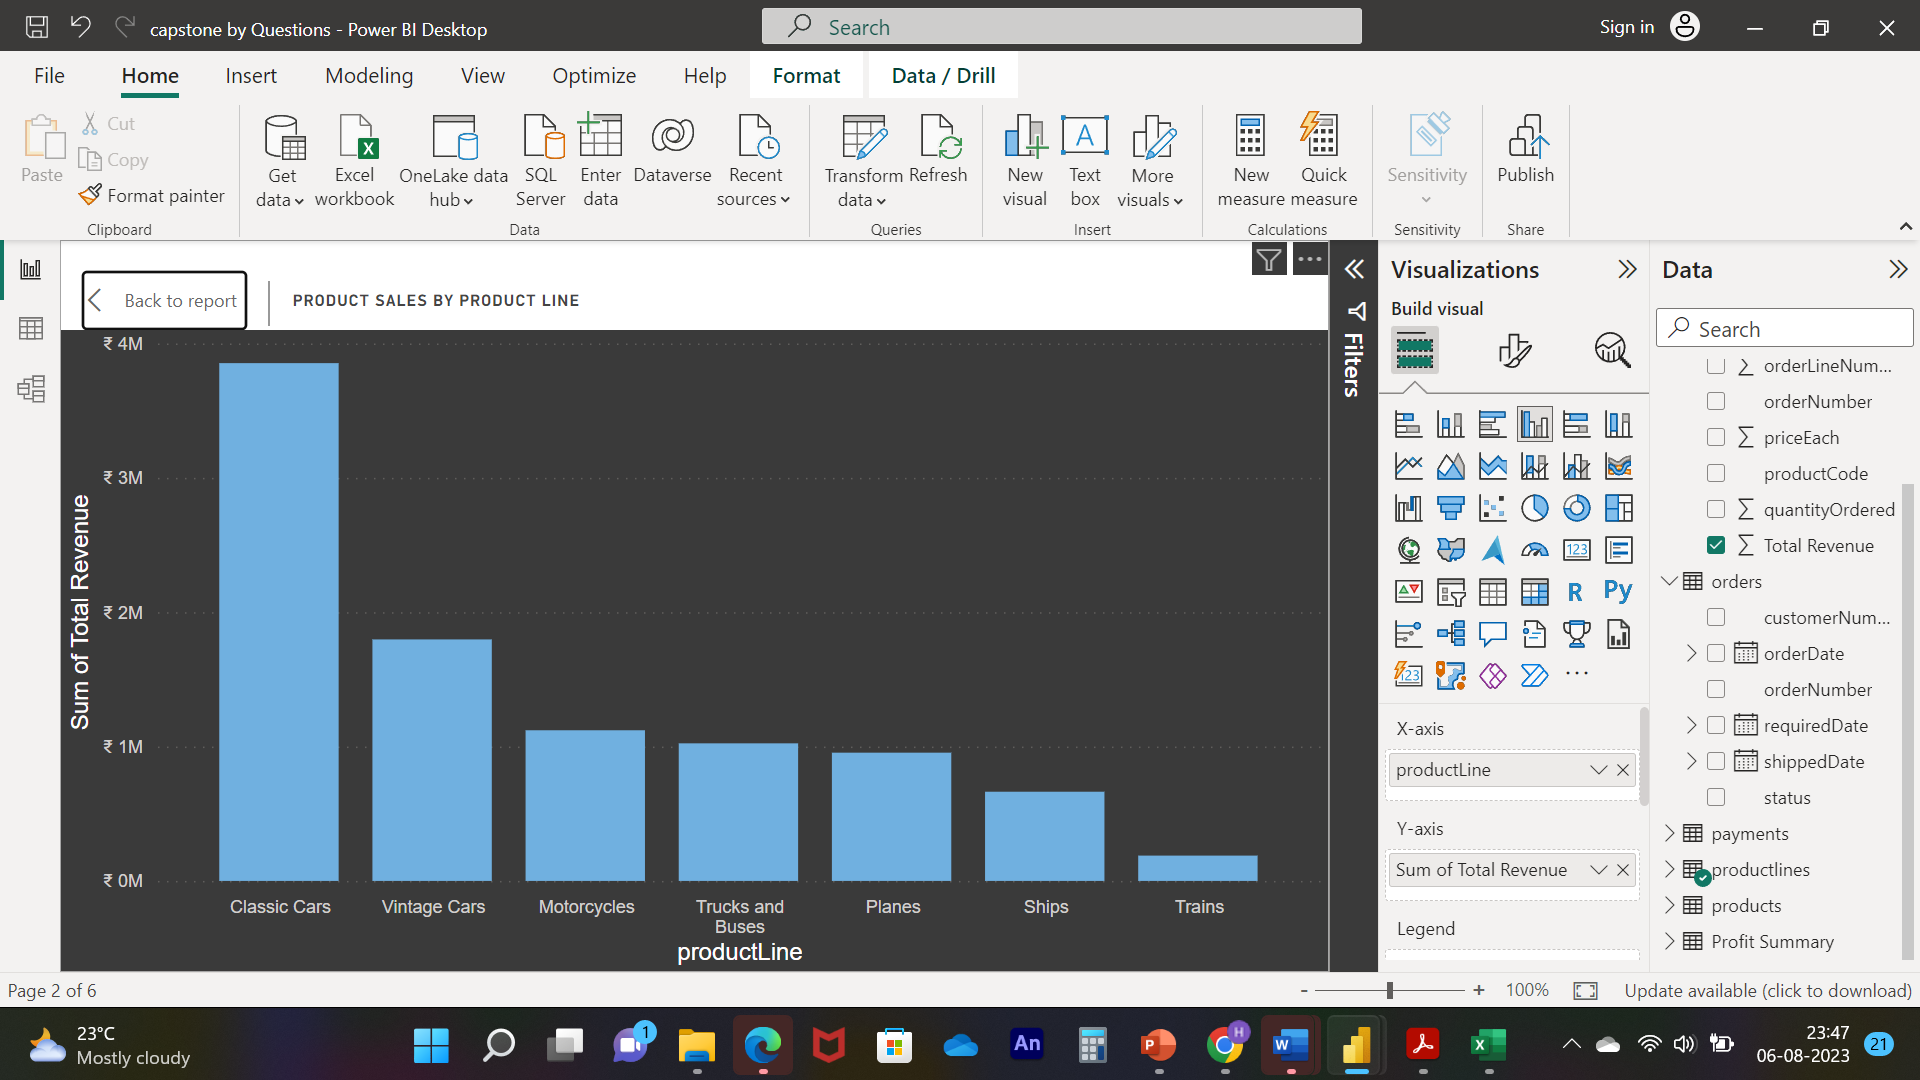 capstone by Questions - Power BI Desktop
Search
Sign in
File Home Insert Modeling View Optimize Help Format Data / Drill
Paste
Cut
Copy
Format painter
Clipboard
Get data
Excel workbook
OneLake data hub
SQL Server
Enter data
Dataverse
Recent sources
Data
Transform data
Refresh
Queries
New visual
Text box
More visuals
Insert
New measure
Quick measure
Calculations
Sensitivity
Sensitivity
Publish
Share
Back to report
PRODUCT SALES BY PRODUCT LINE
Sum of Total Revenue
₹ 4M
₹ 3M
₹ 2M
₹ 1M
₹ 0M
Classic Cars
Vintage Cars
Motorcycles
Trucks and
Buses
Planes
Ships
Trains
productLine
Filters
Visualizations
Build visual
123
R
Py
123
X-axis
productLine
Y-axis
Sum of Total Revenue
Legend
Data
Search
orderLineNum...
orderNumber
priceEach
productCode
quantityOrdered
Total Revenue
orders
customerNum...
orderDate
orderNumber
requiredDate
shippedDate
status
payments
productlines
products
Profit Summary
Page 2 of 6
- + 100%
Update available (click to download)
23°C
Mostly cloudy
1
An
P
H
W
X
23:47
06-08-2023
21